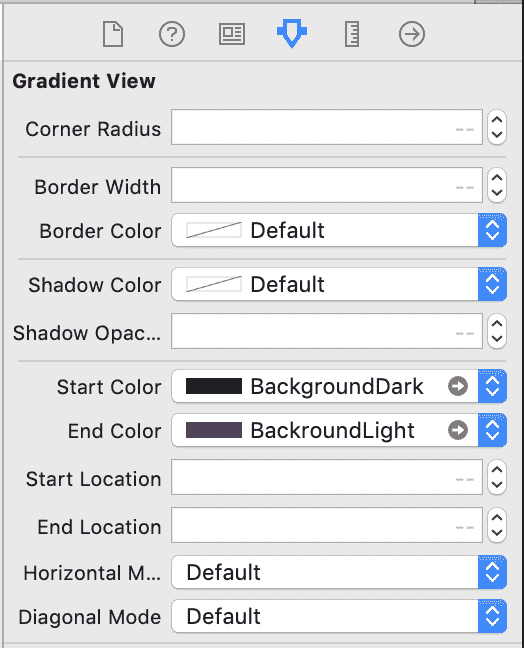 Gradient View
Corner Radius
Border Width
Border Color Default
Shadow Color Default
Shadow Opac...
Start Color BackgroundDark
End Color BackroundLight
Start Location
End Location
Horizontal M... Default
Diagonal Mode Default